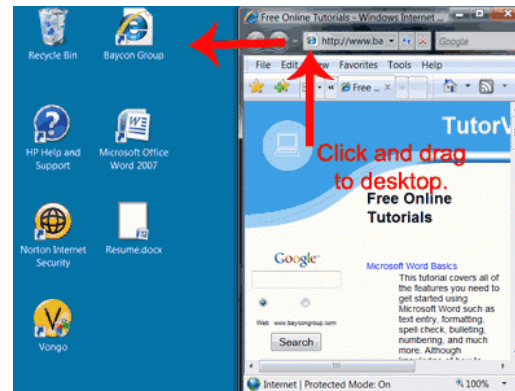 Recycle Bin
Baycon Group
HP Help and
Support
Microsoft Office
Word 2007
Norton Internet
Security
Resume.docx
Vongo
Free Online Tutorials - Windows Internet ...
http://www.ba
Google
File Edit View Favorites Tools Help
Free ...
TutorV
Click and drag
to desktop.
Free Online
Tutorials
Google
Web www.baycongroup.com
Search
Microsoft Word Basics
This tutorial covers all of
the features you need to
get started using
Microsoft Word such as
text entry, formatting,
spell check, bulleting,
numbering, and much
more. Although
Internet | Protected Mode: On
100%